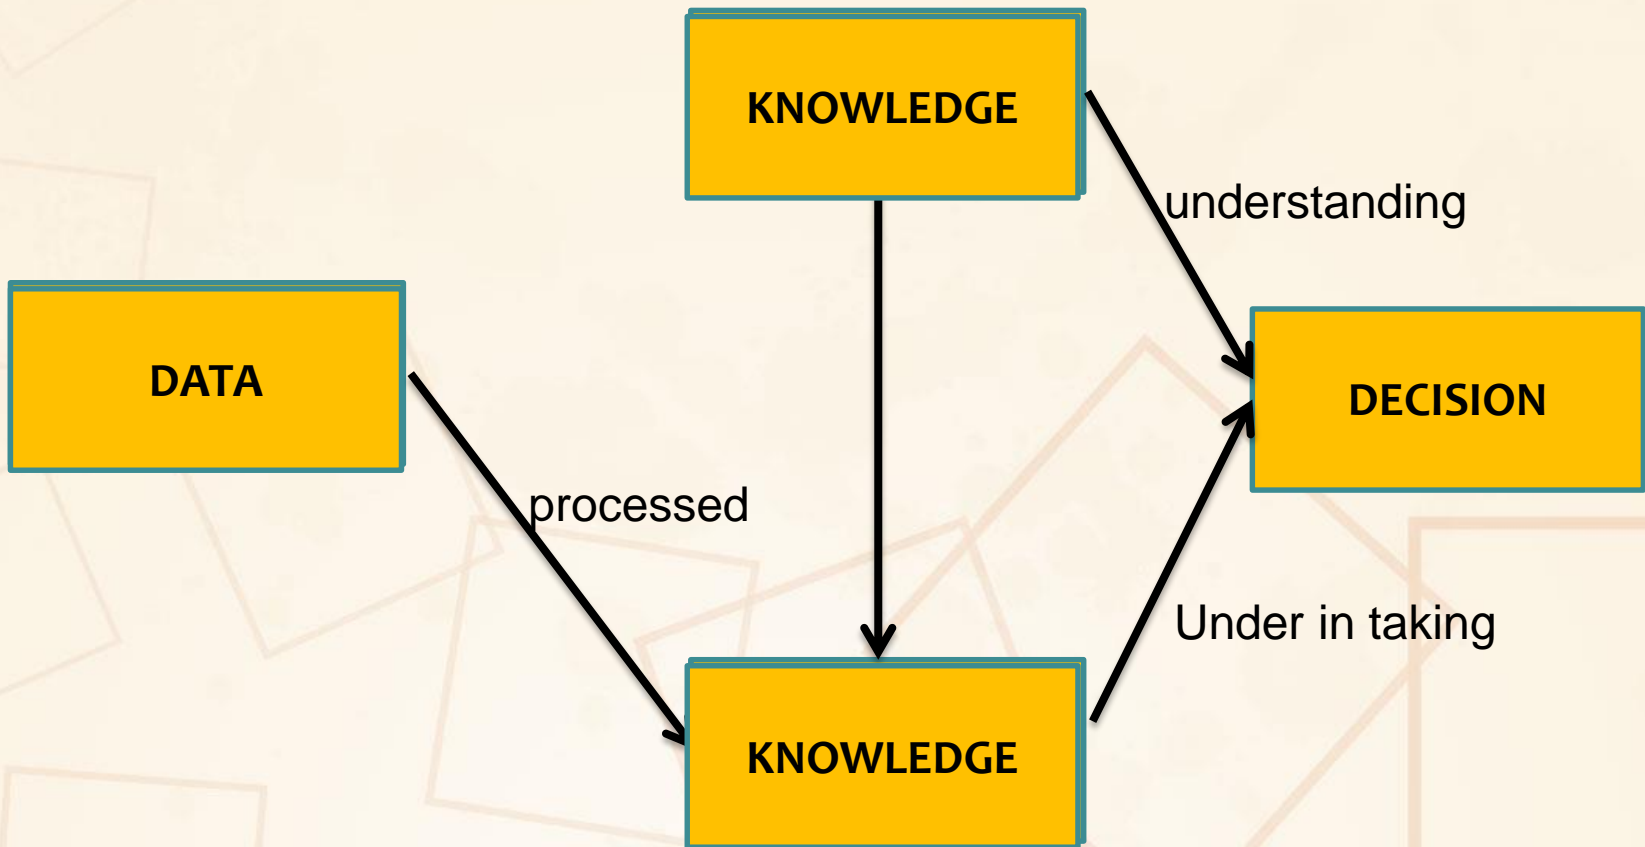 KNOWLEDGE
understanding
DATA
DECISION
processed
Under in taking
KNOWLEDGE